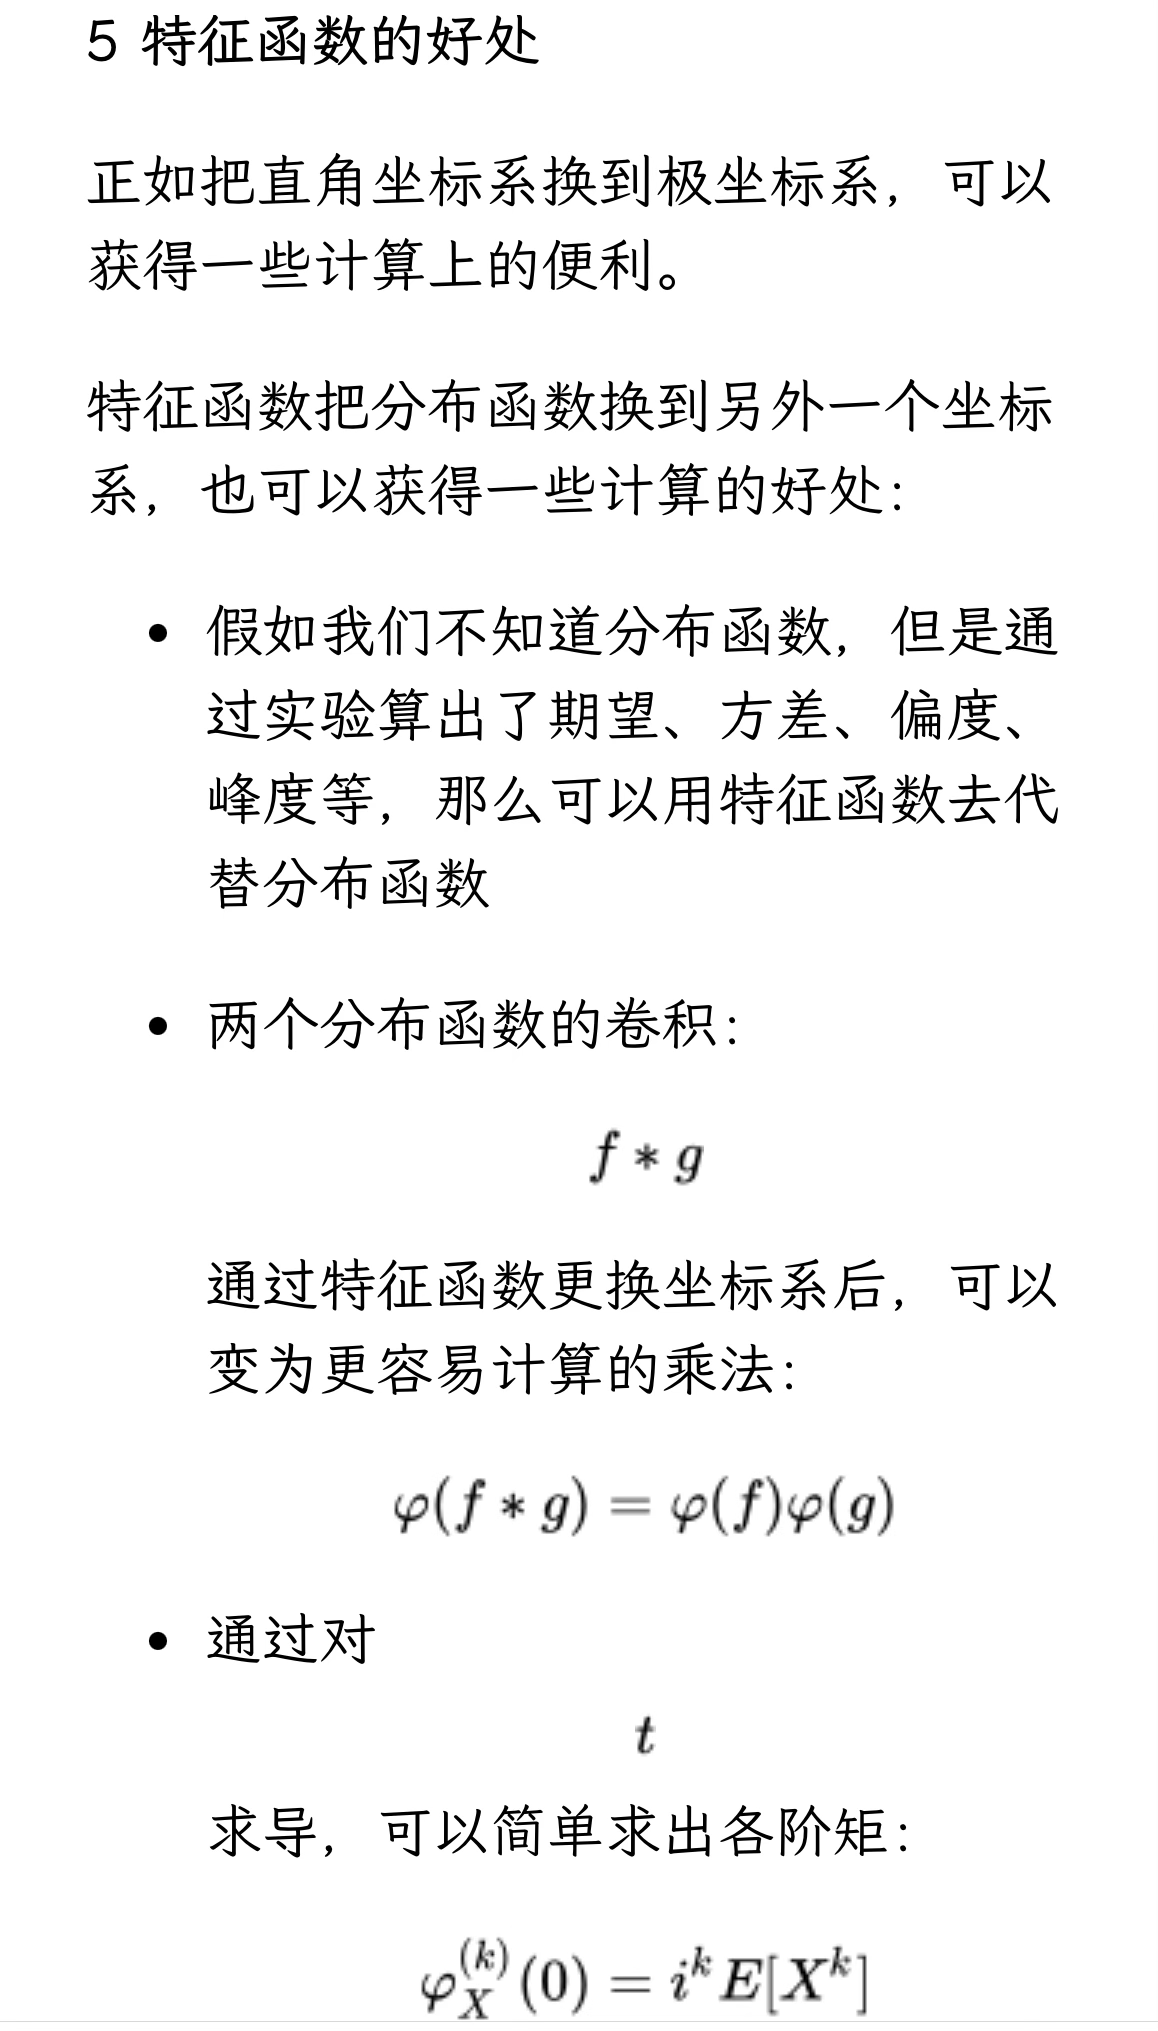 5 特征函数的好处
正如把直角坐标系换到极坐标系，可以
获得一些计算上的便利。
特征函数把分布函数换到另外一个坐标
系，也可以获得一些计算的好处：
• 假如我们不知道分布函数，但是通
过实验算出了期望、方差、偏度、
峰度等，那么可以用特征函数去代
替分布函数
• 两个分布函数的卷积：
f * g
通过特征函数更换坐标系后，可以
变为更容易计算的乘法：
φ(f * g) = φ(f)φ(g)
• 通过对
t
求导，可以简单求出各阶矩：
φ_X^{(k)}(0) = i^k E[X^k]